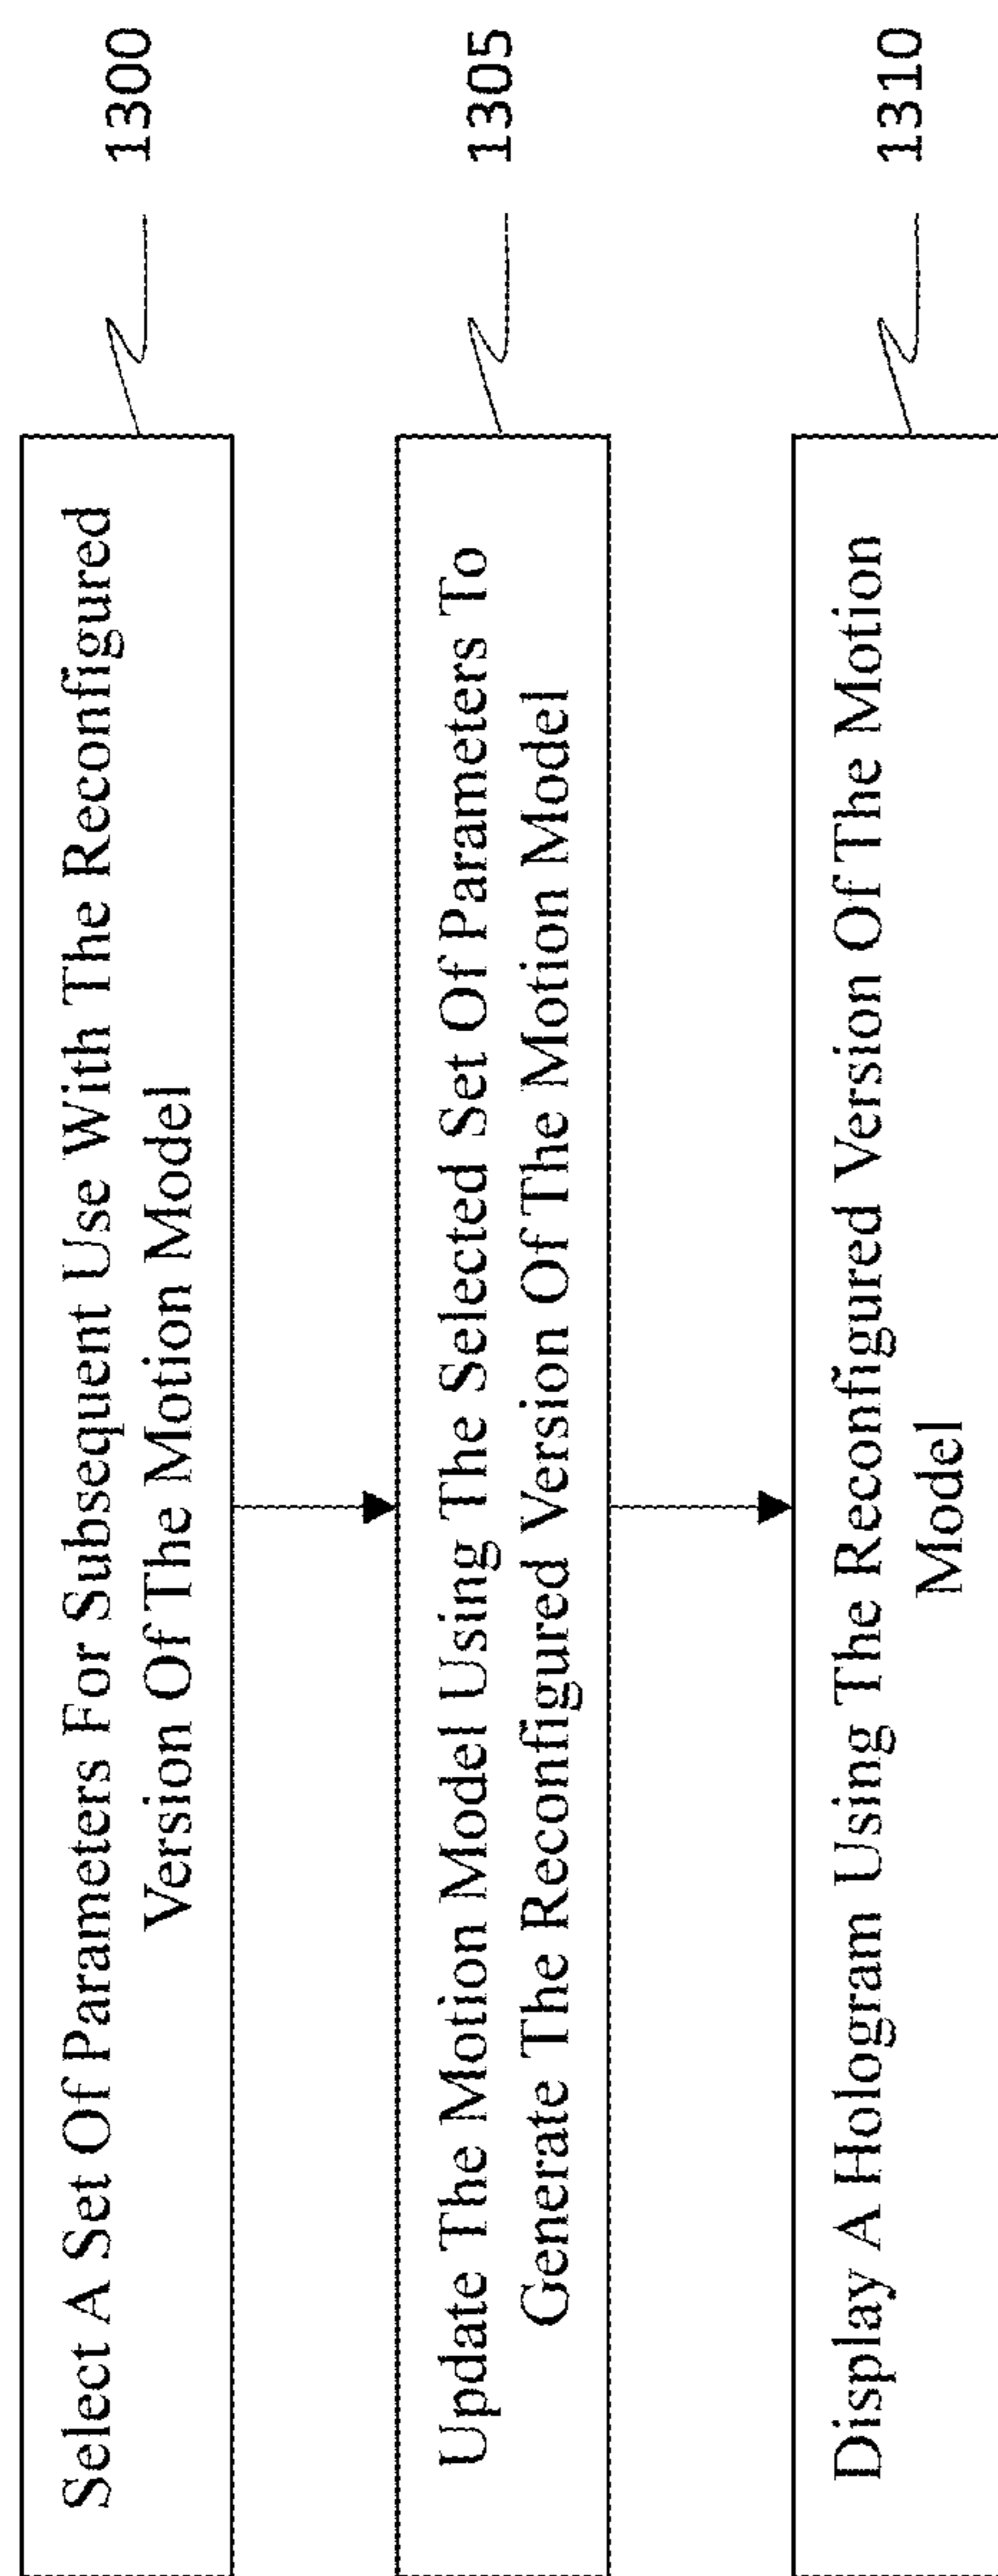 Select A Set Of Parameters For Subsequent Use With The Reconfigured
Version Of The Motion Model
1300
Update The Motion Model Using The Selected Set Of Parameters To
Generate The Reconfigured Version Of The Motion Model
1305
Display A Hologram Using The Reconfigured Version Of The Motion
Model
1310